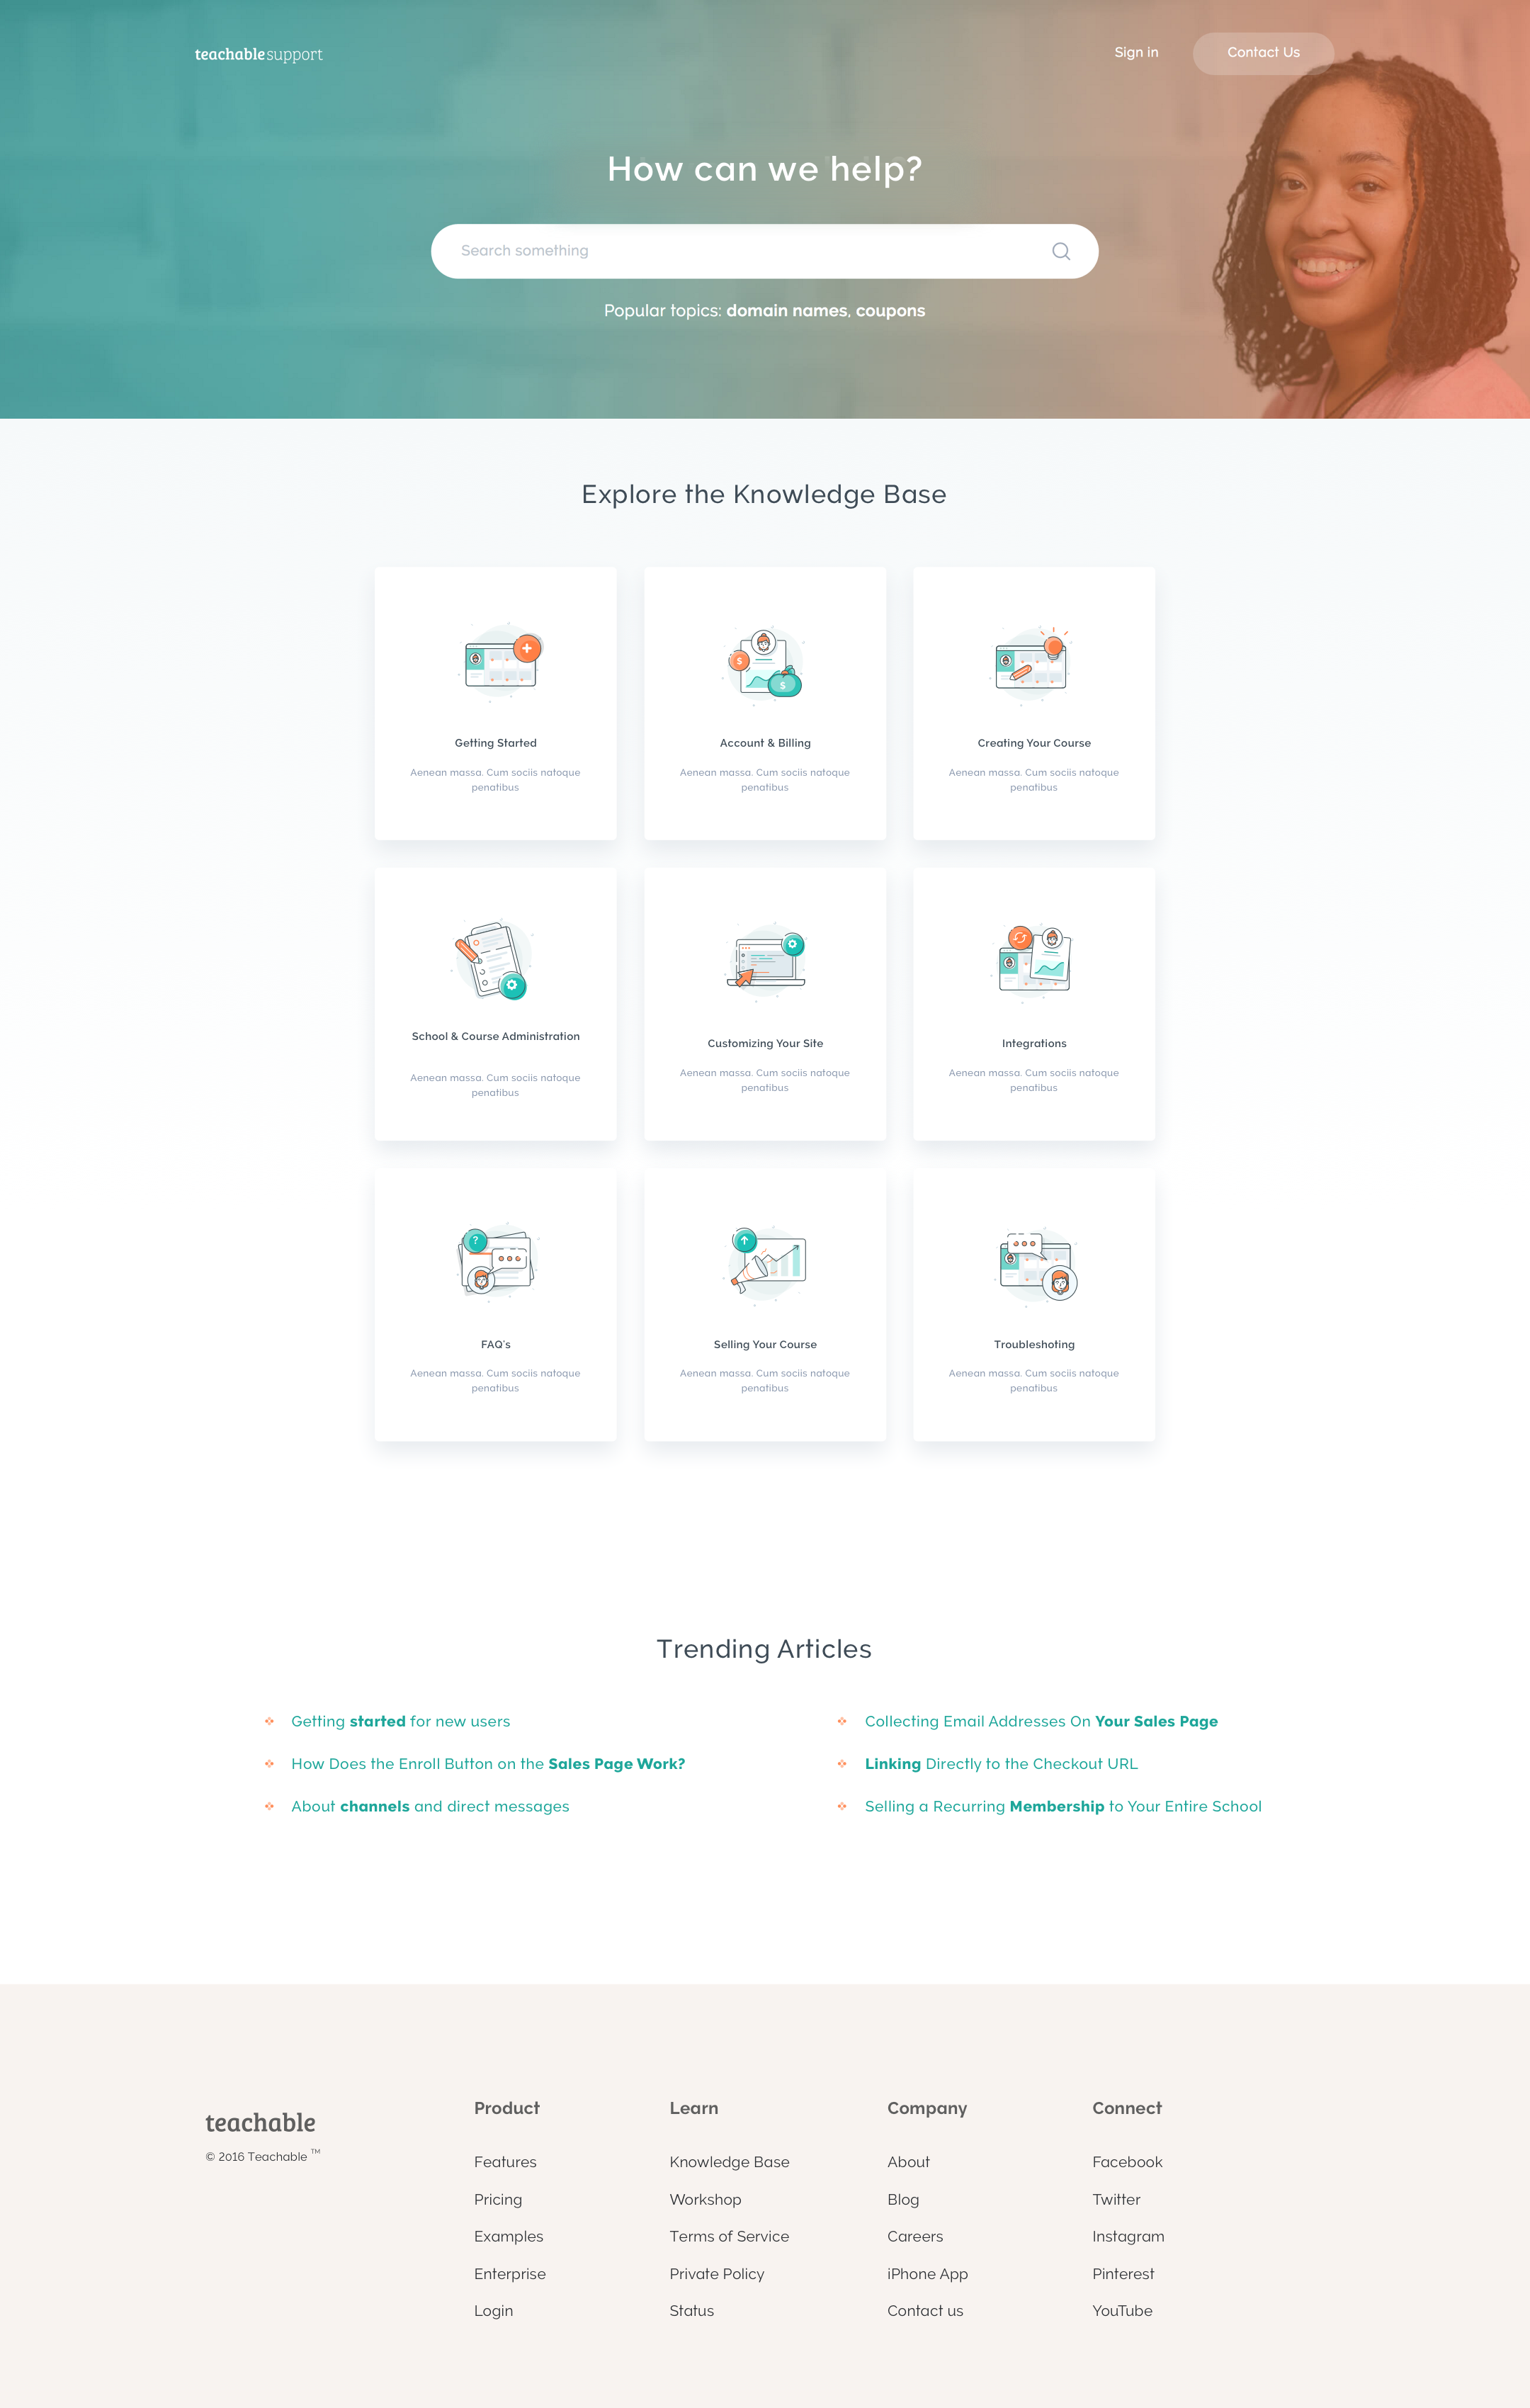 teachable support
Sign in
Contact Us
How can we help?
Search something
Popular topics: domain names, coupons
Explore the Knowledge Base
Getting Started
Aenean massa. Cum sociis natoque
penatibus
Account & Billing
Aenean massa. Cum sociis natoque
penatibus
Creating Your Course
Aenean massa. Cum sociis natoque
penatibus
School & Course Administration
Aenean massa. Cum sociis natoque
penatibus
Customizing Your Site
Aenean massa. Cum sociis natoque
penatibus
Integrations
Aenean massa. Cum sociis natoque
penatibus
FAQ's
Aenean massa. Cum sociis natoque
penatibus
Selling Your Course
Aenean massa. Cum sociis natoque
penatibus
Troubleshoting
Aenean massa. Cum sociis natoque
penatibus
Trending Articles
Getting started for new users
How Does the Enroll Button on the Sales Page Work?
About channels and direct messages
Collecting Email Addresses On Your Sales Page
Linking Directly to the Checkout URL
Selling a Recurring Membership to Your Entire School
teachable
© 2016 Teachable ™
Product
Features
Pricing
Examples
Enterprise
Login
Learn
Knowledge Base
Workshop
Terms of Service
Private Policy
Status
Company
About
Blog
Careers
iPhone App
Contact us
Connect
Facebook
Twitter
Instagram
Pinterest
YouTube